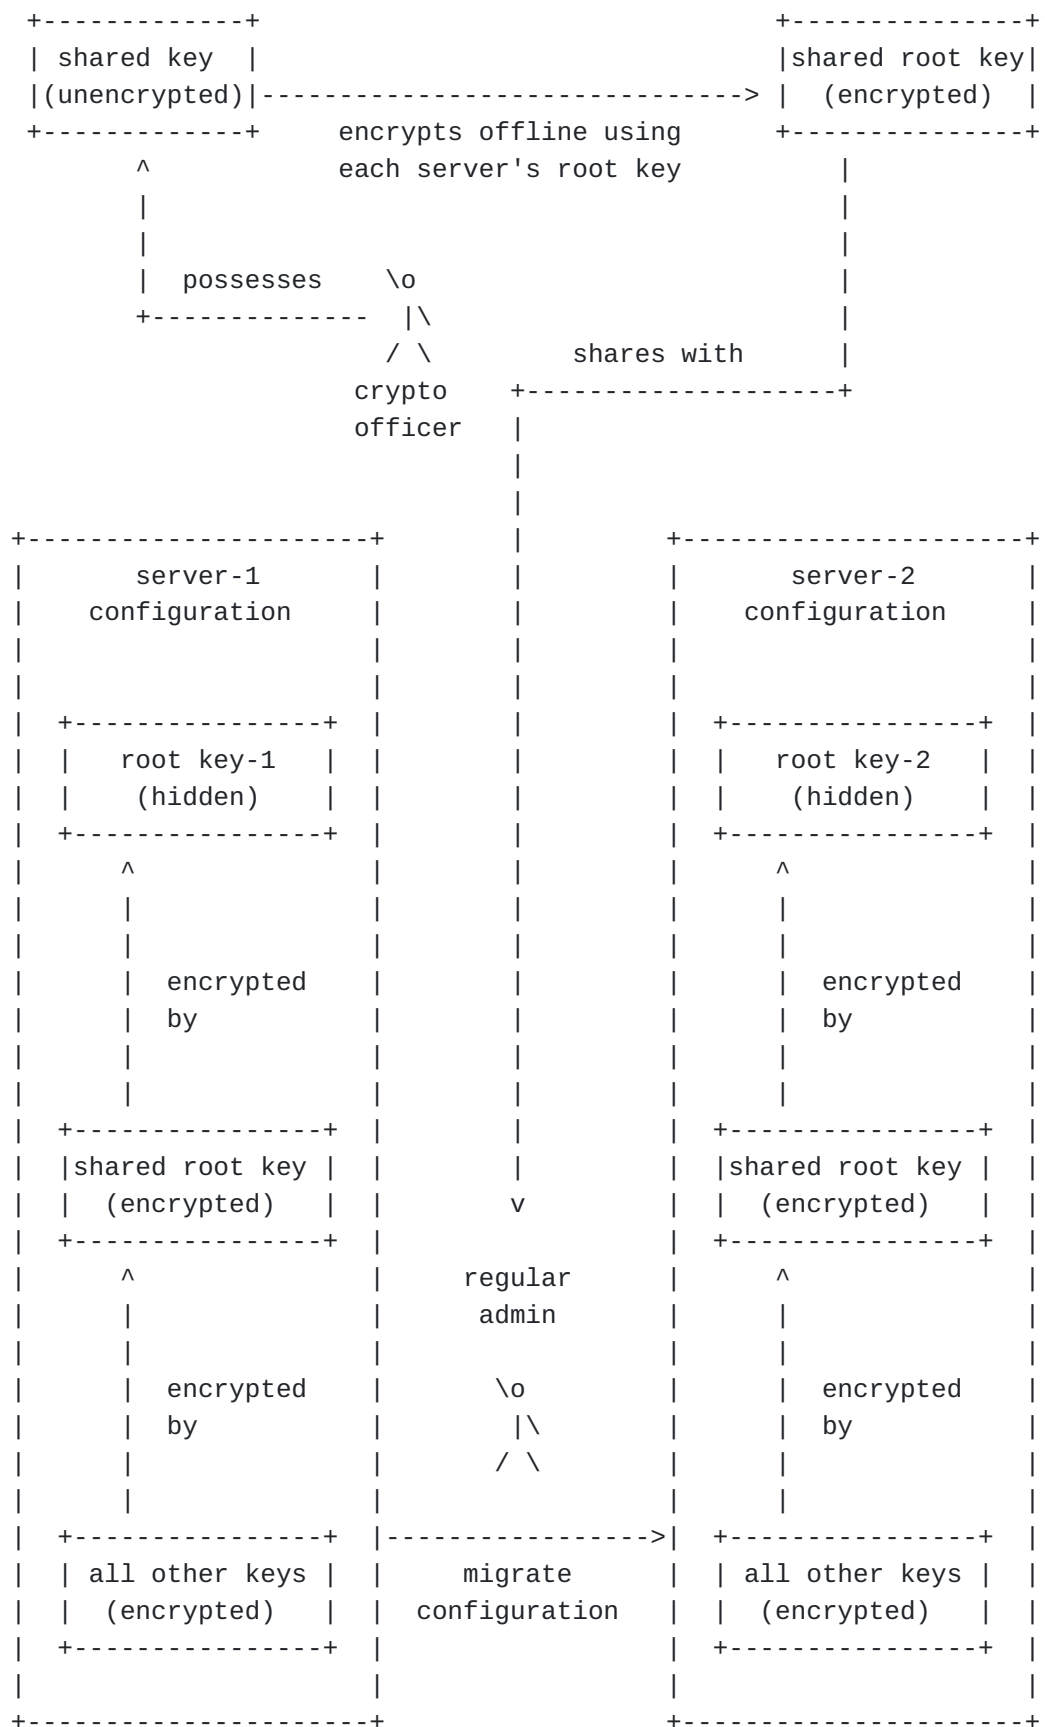 +-------------+                                 +---------------+
 | shared key  |                                 |shared root key|
 |(unencrypted)|-------------------------------> |  (encrypted)  |
 +-------------+     encrypts offline using      +---------------+
        ^            each server's root key          |
        |                                            |
        |                                            |
        |  possesses    \o                           |
        +--------------  |\                          |
                        / \         shares with      |
                      crypto    +--------------------+
                      officer   |
                                |
                                |
+----------------------+        |         +----------------------+
|       server-1       |        |         |       server-2       |
|    configuration     |        |         |    configuration     |
|                      |        |         |                      |
|                      |        |         |                      |
|  +----------------+  |        |         |  +----------------+  |
|  |   root key-1   |  |        |         |  |   root key-2   |  |
|  |    (hidden)    |  |        |         |  |    (hidden)    |  |
|  +----------------+  |        |         |  +----------------+  |
|      ^               |        |         |      ^               |
|      |               |        |         |      |               |
|      |               |        |         |      |               |
|      |  encrypted    |        |         |      |  encrypted    |
|      |  by           |        |         |      |  by           |
|      |               |        |         |      |               |
|      |               |        |         |      |               |
|  +----------------+  |        |         |  +----------------+  |
|  |shared root key |  |        |         |  |shared root key |  |
|  |  (encrypted)   |  |        v         |  |  (encrypted)   |  |
|  +----------------+  |                  |  +----------------+  |
|      ^               |     regular      |      ^               |
|      |               |      admin       |      |               |
|      |               |                  |      |               |
|      |  encrypted    |       \o         |      |  encrypted    |
|      |  by           |        |\        |      |  by           |
|      |               |       / \        |      |               |
|      |               |                  |      |               |
|  +----------------+  |----------------->|  +----------------+  |
|  | all other keys |  |     migrate      |  | all other keys |  |
|  |  (encrypted)   |  |  configuration   |  |  (encrypted)   |  |
|  +----------------+  |                  |  +----------------+  |
|                      |                  |                      |
+----------------------+                  +----------------------+